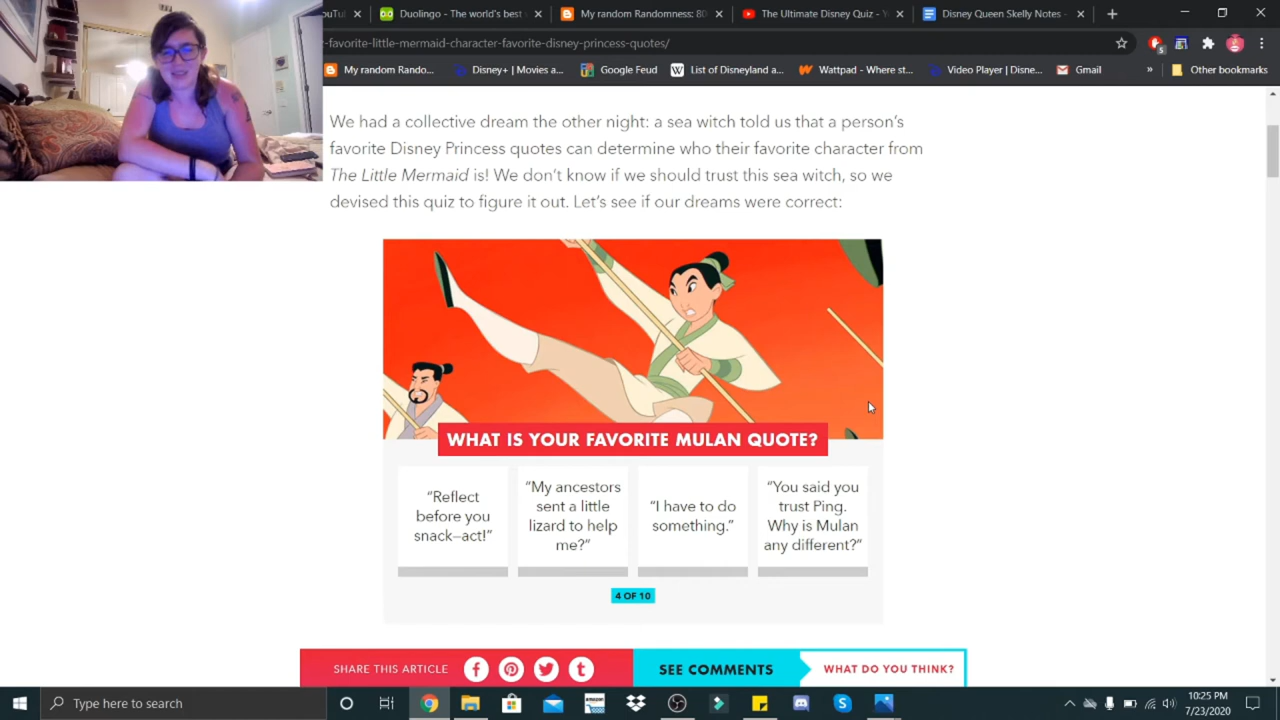 ouTu
Duolingo - The world's best
My random Randomness: 80
The Ultimate Disney Quiz - Y
Disney Queen Skelly Notes -
-favorite-little-mermaid-character-favorite-disney-princess-quotes/
My random Rando...
Disney+ | Movies a...
Google Feud
List of Disneyland a...
Wattpad - Where st...
Video Player | Disne...
Gmail
»
Other bookmarks
We had a collective dream the other night: a sea witch told us that a person's
favorite Disney Princess quotes can determine who their favorite character from
The Little Mermaid is! We don't know if we should trust this sea witch, so we
devised this quiz to figure it out. Let's see if our dreams were correct:
WHAT IS YOUR FAVORITE MULAN QUOTE?
"Reflect
before you
snack—act!"
"My ancestors
sent a little
lizard to help
me?"
"I have to do
something."
"You said you
trust Ping.
Why is Mulan
any different?"
4 OF 10
SHARE THIS ARTICLE
SEE COMMENTS
WHAT DO YOU THINK?
Type here to search
10:25 PM
7/23/2020